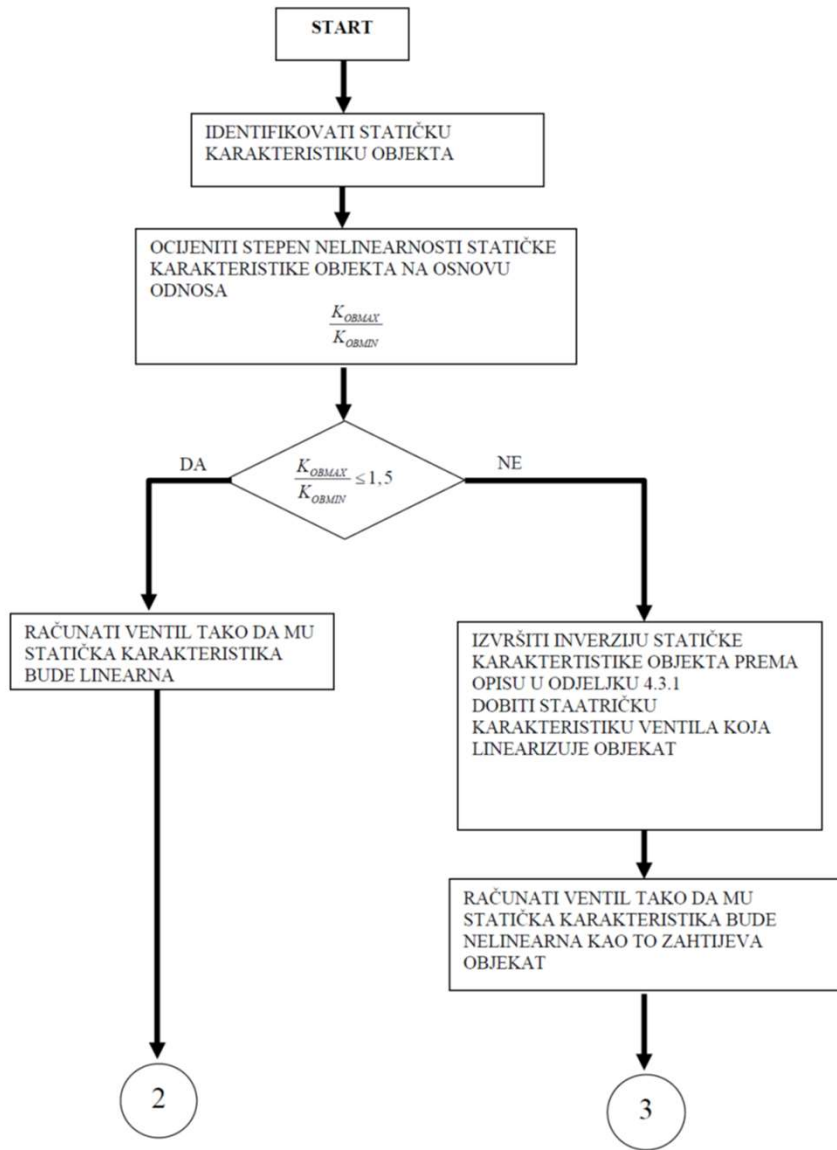 START
IDENTIFIKOVATI STATIČKU
KARAKTERISTIKU OBJEKTA
OCIJENITI STEPEN NELINEARNOSTI STATIČKE
KARAKTERISTIKE OBJEKTA NA OSNOVU
ODNOSA
K_OBMAX
K_OBMIN
DA
K_OBMAX
K_OBMIN
≤ 1,5
NE
RAČUNATI VENTIL TAKO DA MU
STATIČKA KARAKTERISTIKA
BUDE LINEARNA
IZVRŠITI INVERZIJU STATIČKE
KARAKTERTISTIKE OBJEKTA PREMA
OPISU U ODJELJKU 4.3.1
DOBITI STAATRIČKU
KARAKTERISTIKU VENTILA KOJA
LINEARIZUJE OBJEKAT
RAČUNATI VENTIL TAKO DA MU
STATIČKA KARAKTERISTIKA BUDE
NELINEARNA KAO TO ZAHTIJEVA
OBJEKAT
2
3